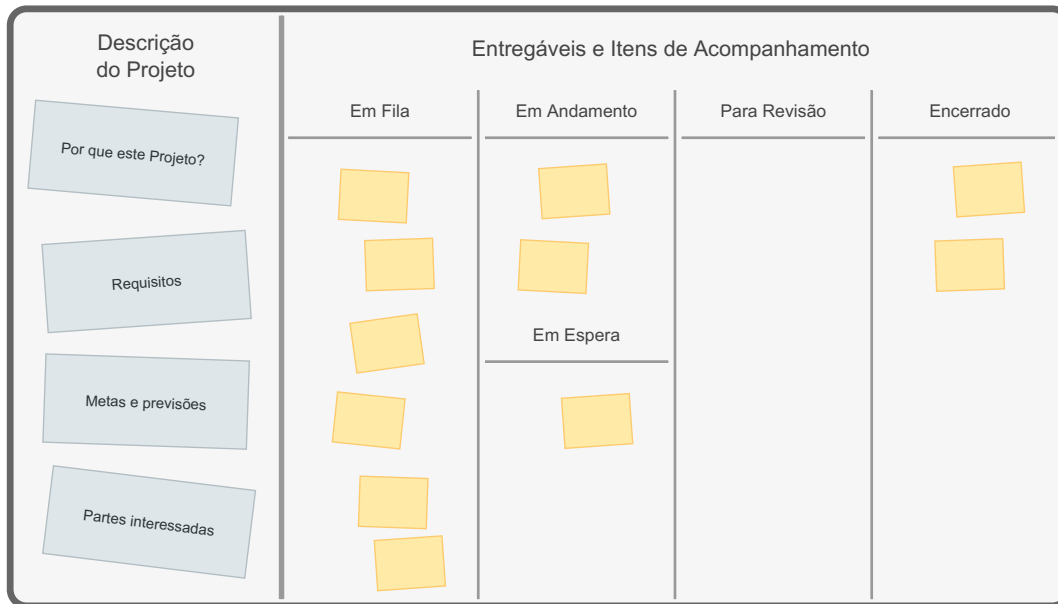 Descrição
do Projeto
Por que este Projeto?
Requisitos
Metas e previsões
Partes interessadas
Entregáveis e Itens de Acompanhamento
Em Fila
Em Andamento
Em Espera
Para Revisão
Encerrado